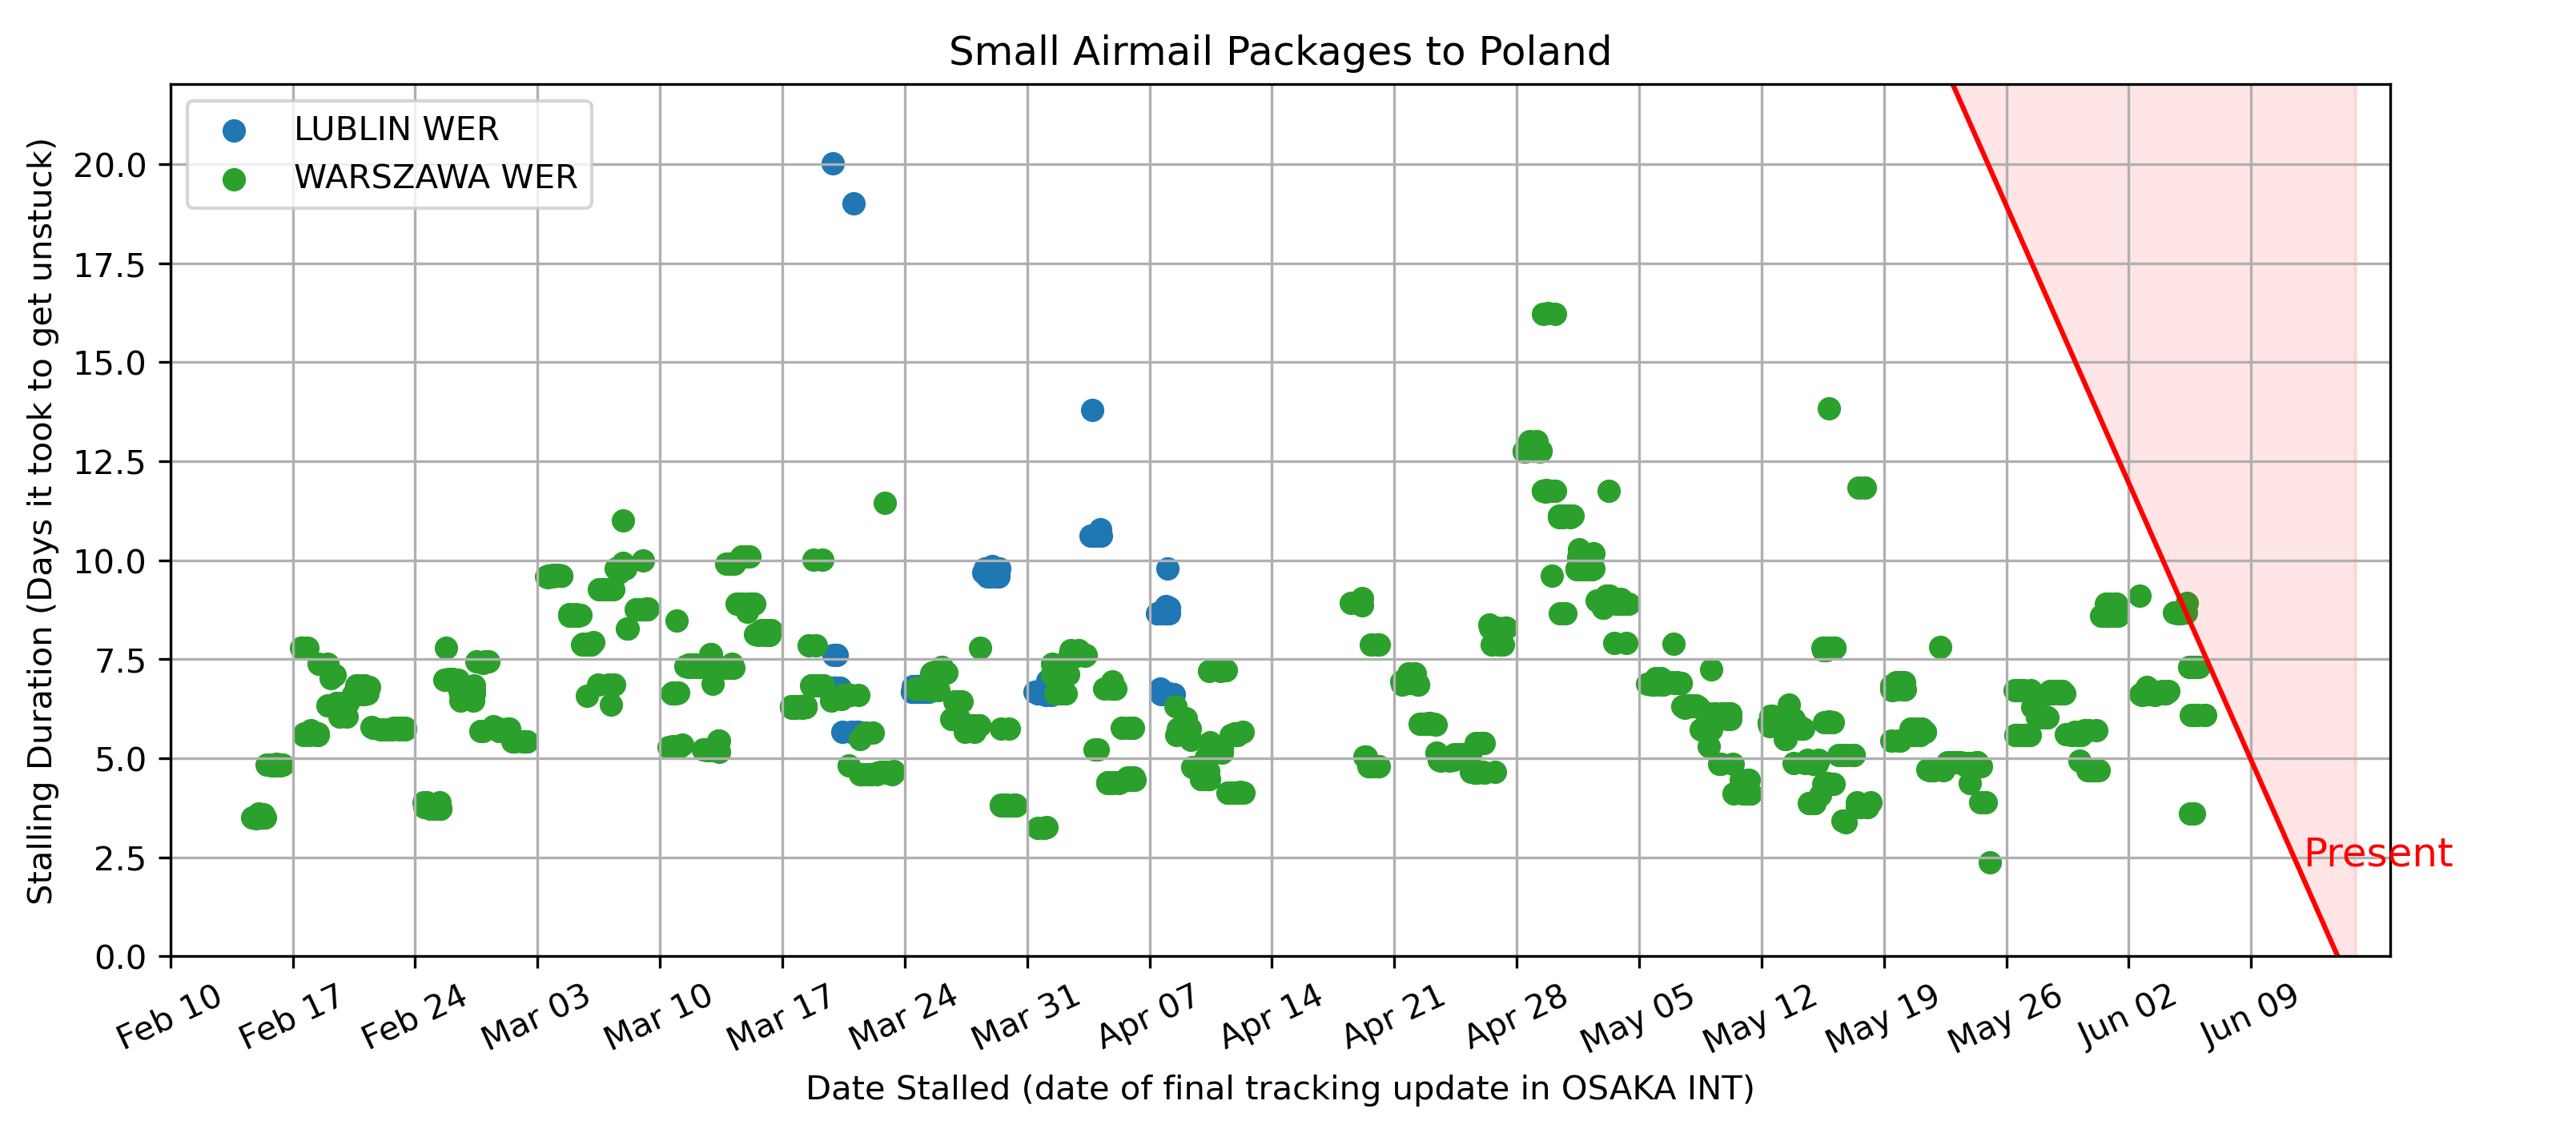 Small Airmail Packages to Poland
LUBLIN WER
WARSZAWA WER
Stalling Duration (Days it took to get unstuck)
20.0
17.5
15.0
12.5
10.0
7.5
5.0
2.5
0.0
Present
Feb 10
Feb 17
Feb 24
Mar 03
Mar 10
Mar 17
Mar 24
Mar 31
Apr 07
Apr 14
Apr 21
Apr 28
May 05
May 12
May 19
May 26
Jun 02
Jun 09
Date Stalled (date of final tracking update in OSAKA INT)